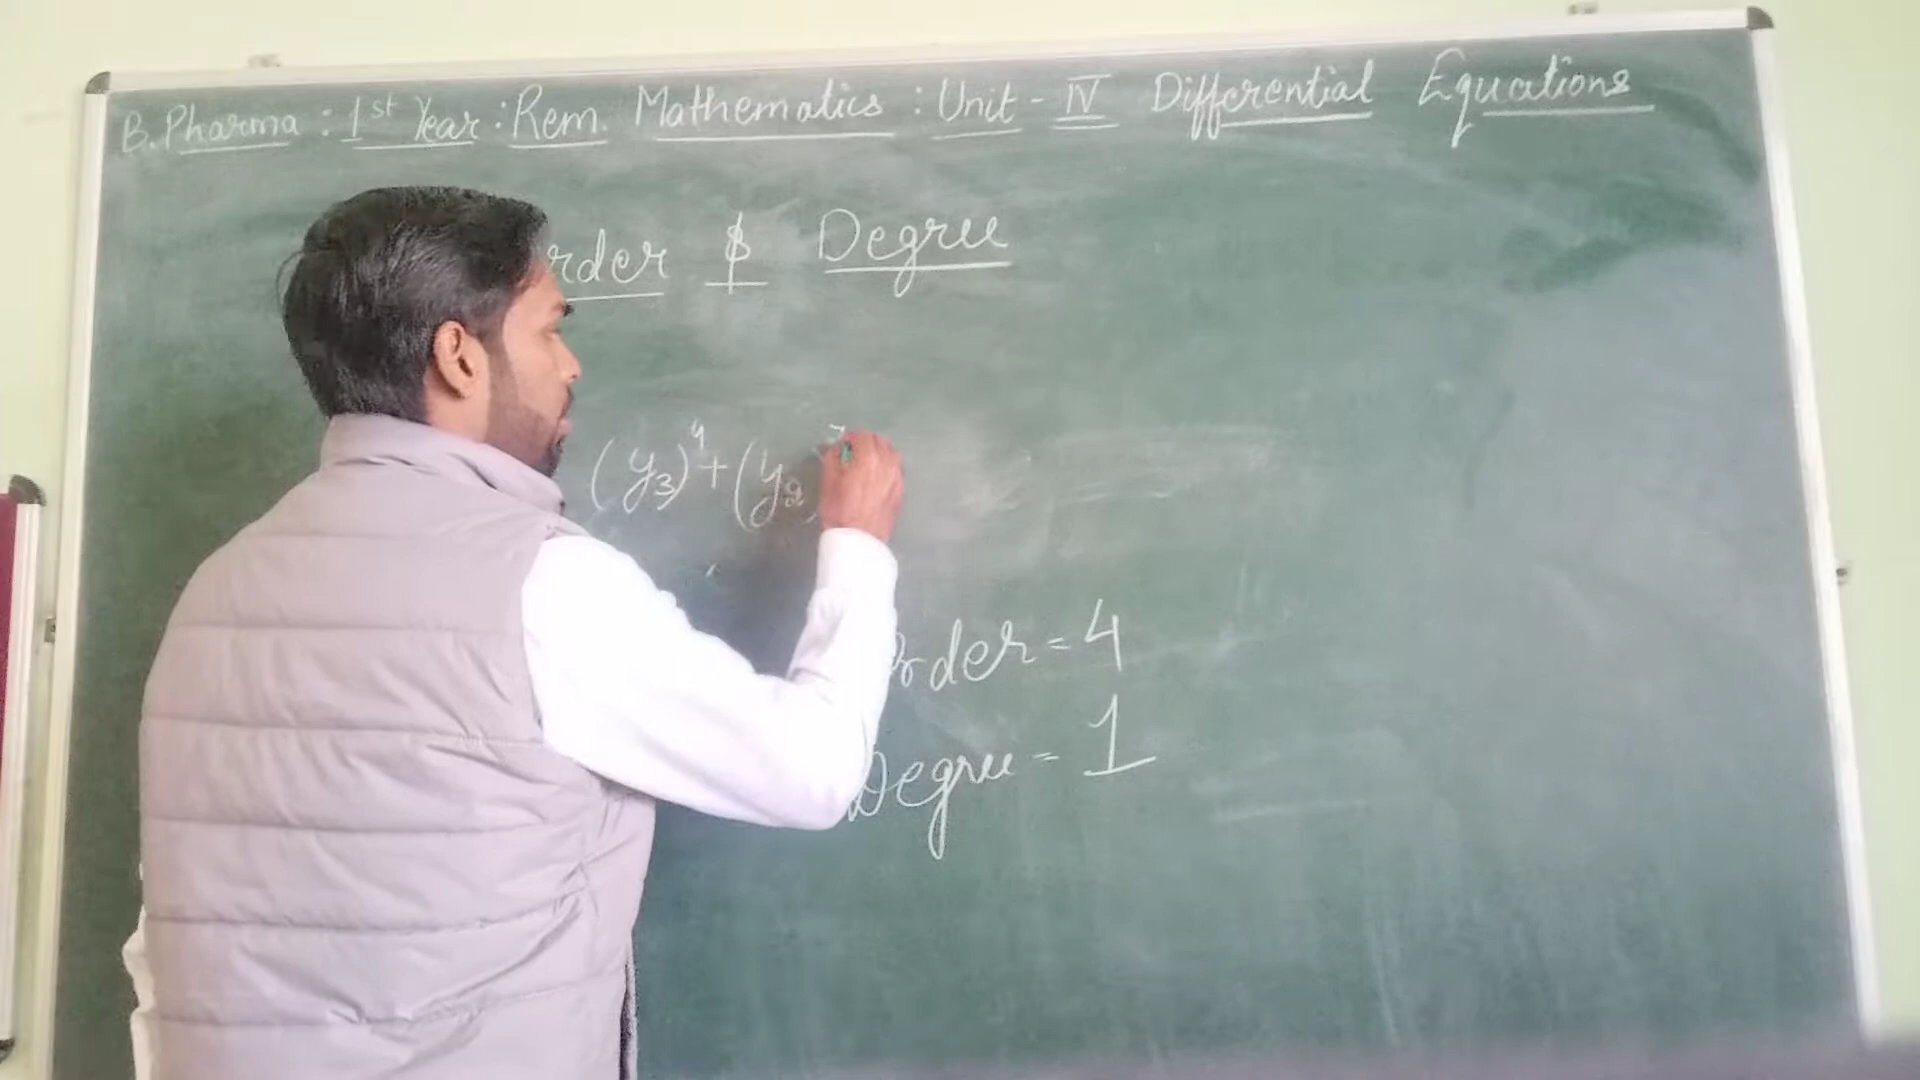 B.Pharma : 1st Year : Rem. Mathematics : Unit - IV Differential Equations
rder & Degree
(y₃)⁴ + (y₂
rder = 4
Degree = 1